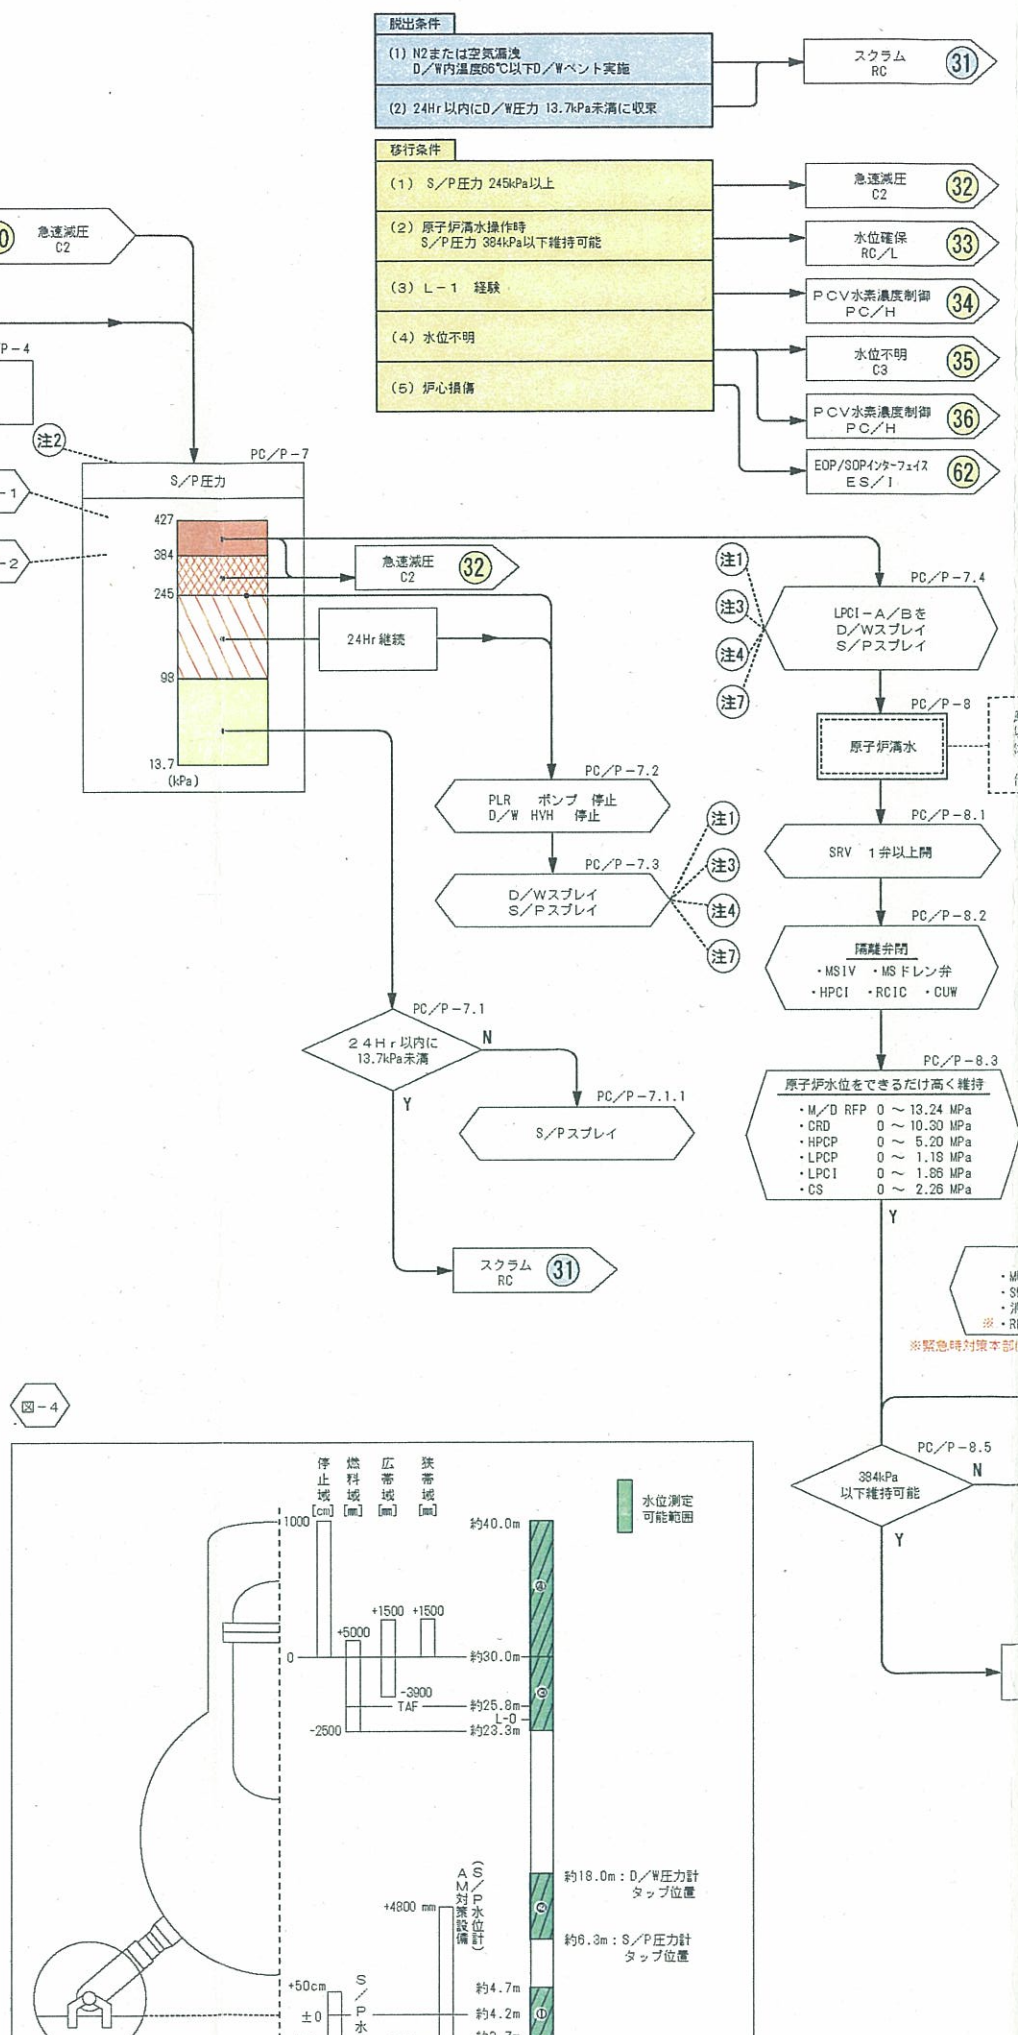 脱出条件
(1) N2または空気漏洩
D／W内温度66℃以下D／Wベント実施
(2) 24Hr以内にD／W圧力 13.7kPa未満に収束
スクラム
RC
31
移行条件
(1) S／P圧力 245kPa以上
(2) 原子炉満水操作時
S／P圧力 384kPa以下維持可能
(3) L－1 経験
(4) 水位不明
(5) 炉心損傷
急速減圧
C2
32
水位確保
RC／L
33
PCV水素濃度制御
PC／H
34
水位不明
C3
35
PCV水素濃度制御
PC／H
36
EOP/SOPインターフェイス
ES／I
62
0
急速減圧
C2
P－4
注2
－1
－2
PC／P－7
S／P圧力
427
384
245
98
13.7
(kPa)
急速減圧
C2
32
24Hr継続
注1
注3
注4
注7
PC／P－7.4
LPCI－A／Bを
D／Wスプレイ
S／Pスプレイ
PC／P－8
原子炉満水
PC／P－7.2
PLR ポンプ 停止
D／W HVH 停止
PC／P－7.3
D／Wスプレイ
S／Pスプレイ
注1
注3
注4
注7
PC／P－8.1
SRV 1弁以上開
PC／P－8.2
隔離弁閉
・MSIV ・MSドレン弁
・HPCI ・RCIC ・CUW
PC／P－7.1
24Hr以内に
13.7kPa未満
N
Y
PC／P－7.1.1
S／Pスプレイ
PC／P－8.3
原子炉水位をできるだけ高く維持
・M/D RFP 0 ～ 13.24 MPa
・CRD 0 ～ 10.30 MPa
・HPCP 0 ～ 5.20 MPa
・LPCP 0 ～ 1.18 MPa
・LPCI 0 ～ 1.86 MPa
・CS 0 ～ 2.26 MPa
Y
スクラム
RC
31
※
※緊急時対策本部
PC／P－8.5
384kPa
以下維持可能
N
Y
図－4
停止域
[cm]
燃料域
[mm]
広帯域
[mm]
狭帯域
[mm]
水位測定
可能範囲
1000
約40.0m
④
+1500
+1500
+5000
0
約30.0m
③
-3900
TAF
約25.8m
L-0
-2500
約23.3m
(S／P水位計)
AM対策設備
約18.0m：D／W圧力計
タップ位置
②
+4800 mm
約6.3m：S／P圧力計
タップ位置
+50cm
S／P水
約4.7m
±0
約4.2m
①